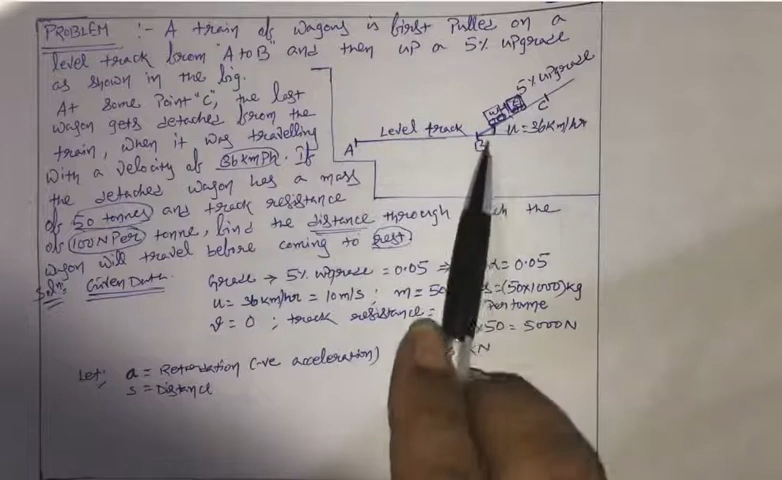 PROBLEM :- A train of wagons is first pulled on a
level track from "A to B" and then up a 5% upgrade
as shown in the fig.
At some Point "C", the last
wagon gets detached from the
train, when it was travelling
with a velocity of 36kmph. If
the detached wagon has a mass
of 50 tonnes and track resistance
of 100N Per tonne, find the distance through the
wagon will travel before coming to rest.
5% upgrade
C
u = 36km/hr
Level track
A
Soln: Given Data
Grade → 5% upgrade = 0.05 ⇒ = 0.05
u = 36km/hr = 10m/s ; m = 50 = (50x1000)kg
v = 0 ; track resistance = Per tonne
x50 = 5000N
KN
Let; a = Retardation (-ve acceleration)
s = Distance